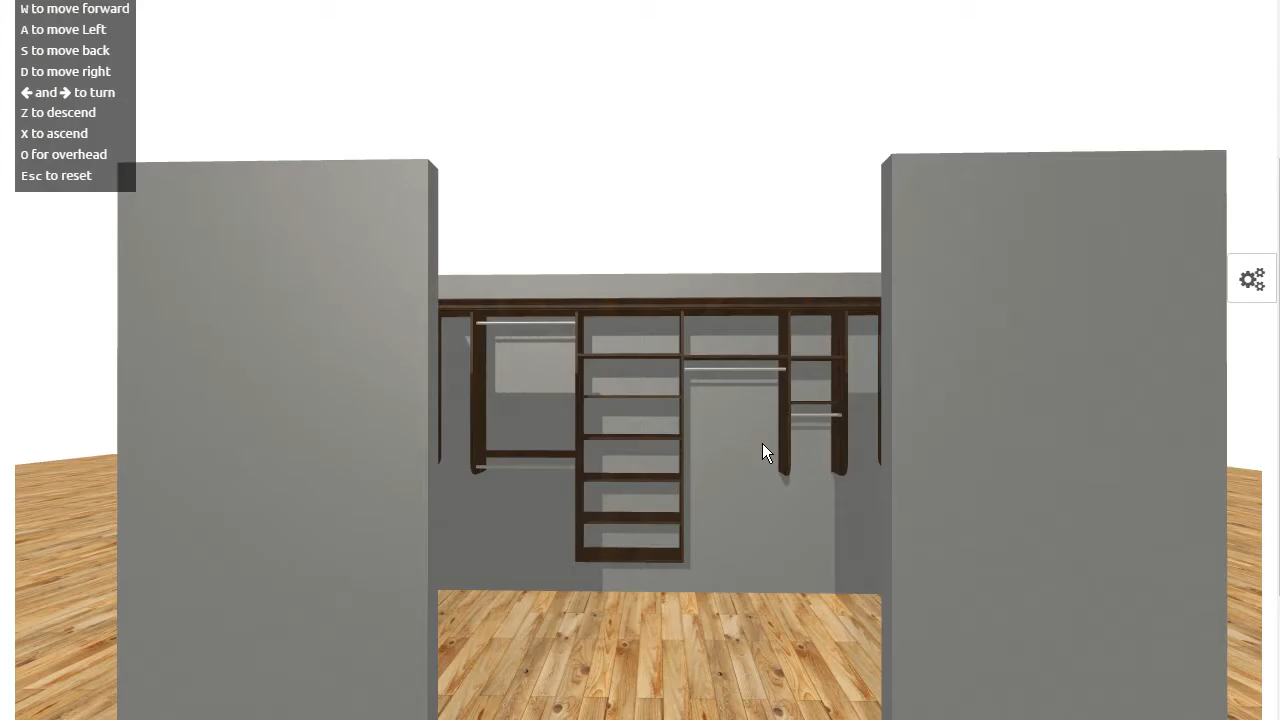 W to move forward
A to move Left
S to move back
D to move right
← and → to turn
Z to descend
X to ascend
O for overhead
Esc to reset